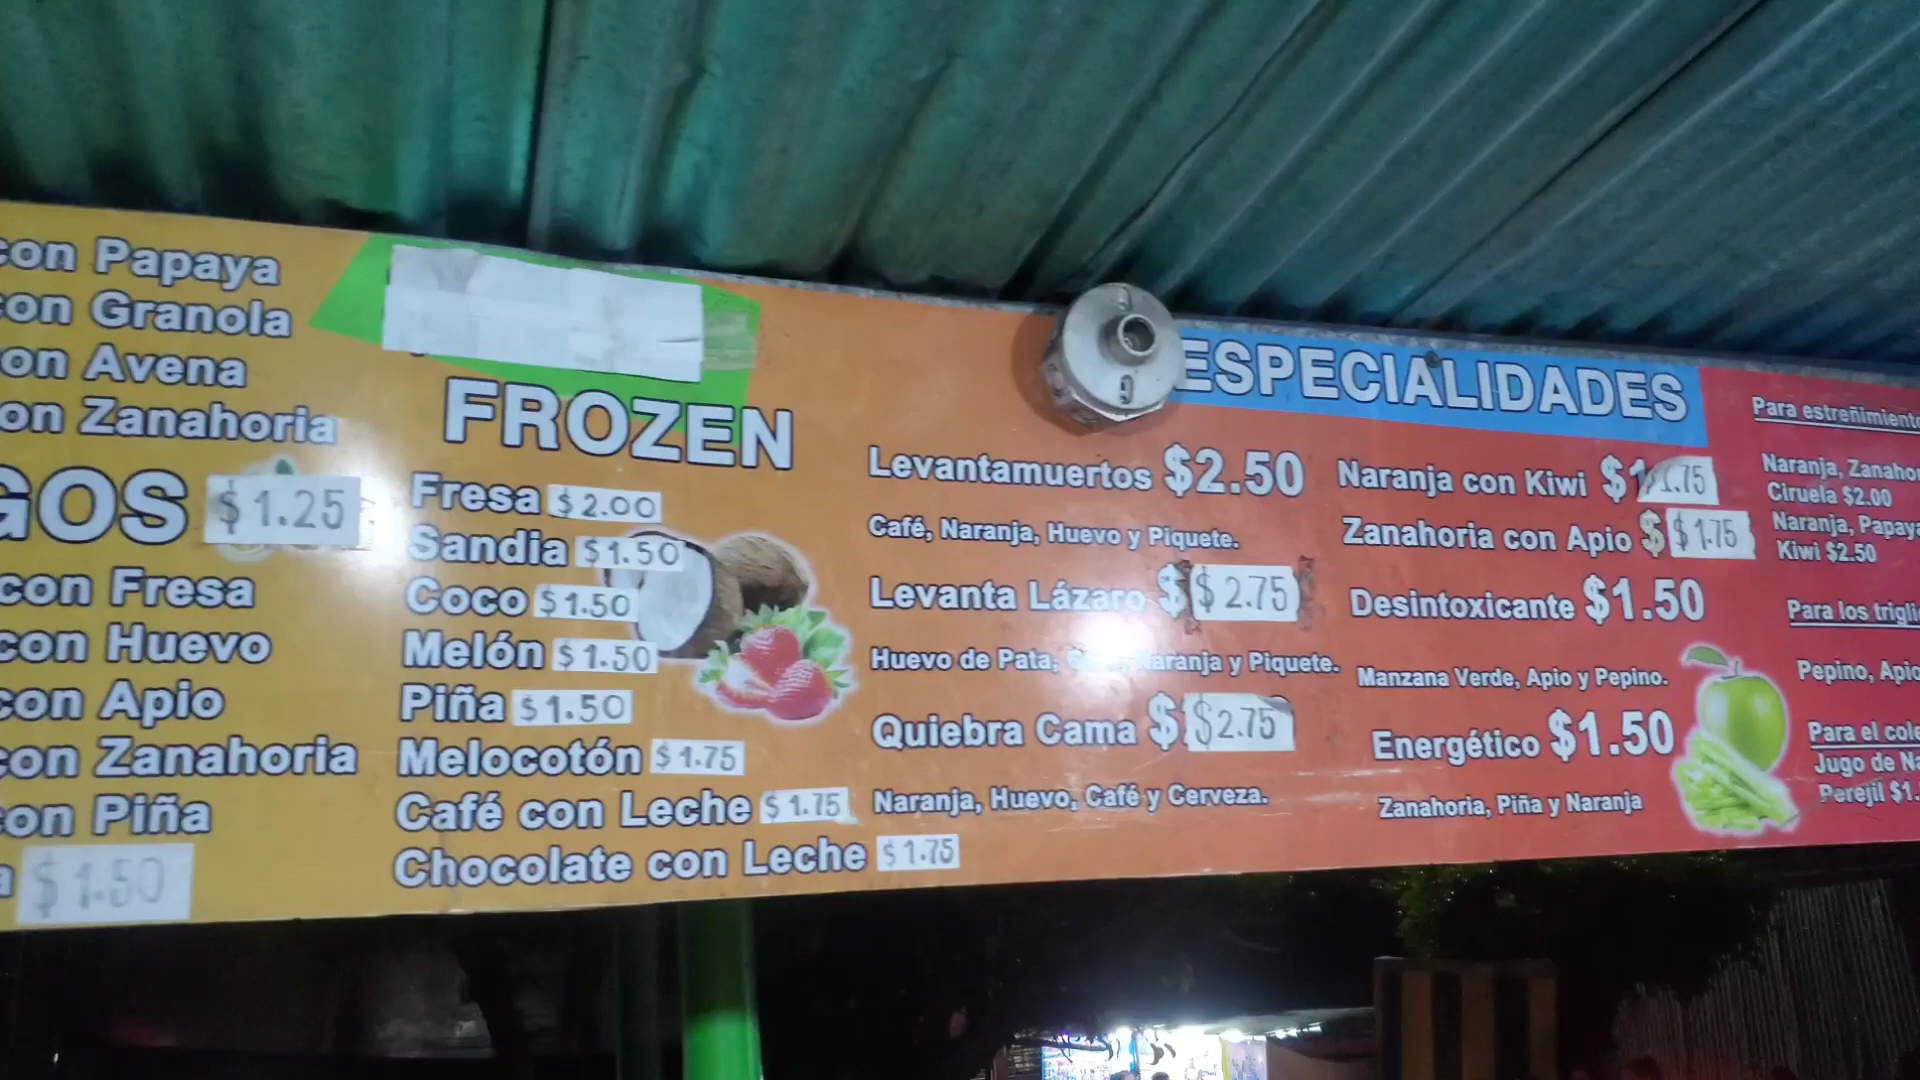 con Papaya
con Granola
con Avena
con Zanahoria
GOS $1.25
con Fresa
con Huevo
con Apio
con Zanahoria
con Piña
a $1.50
FROZEN
Fresa $2.00
Sandia $1.50
Coco $1.50
Melón $1.50
Piña $1.50
Melocotón $1.75
Café con Leche $1.75
Chocolate con Leche $1.75
ESPECIALIDADES
Levantamuertos $2.50
Café, Naranja, Huevo y Piquete.
Levanta Lázaro $ $2.75
Huevo de Pata, Naranja y Piquete.
Quiebra Cama $ $2.75
Naranja, Huevo, Café y Cerveza.
Naranja con Kiwi $1 1.75
Zanahoria con Apio $ $1.75
Desintoxicante $1.50
Manzana Verde, Apio y Pepino.
Energético $1.50
Zanahoria, Piña y Naranja
Para estreñimiento
Naranja, Zanahor
Ciruela $2.00
Naranja, Papaya
Kiwi $2.50
Para los triglic
Pepino, Apio
Para el cole
Jugo de Na
Perejil $1.